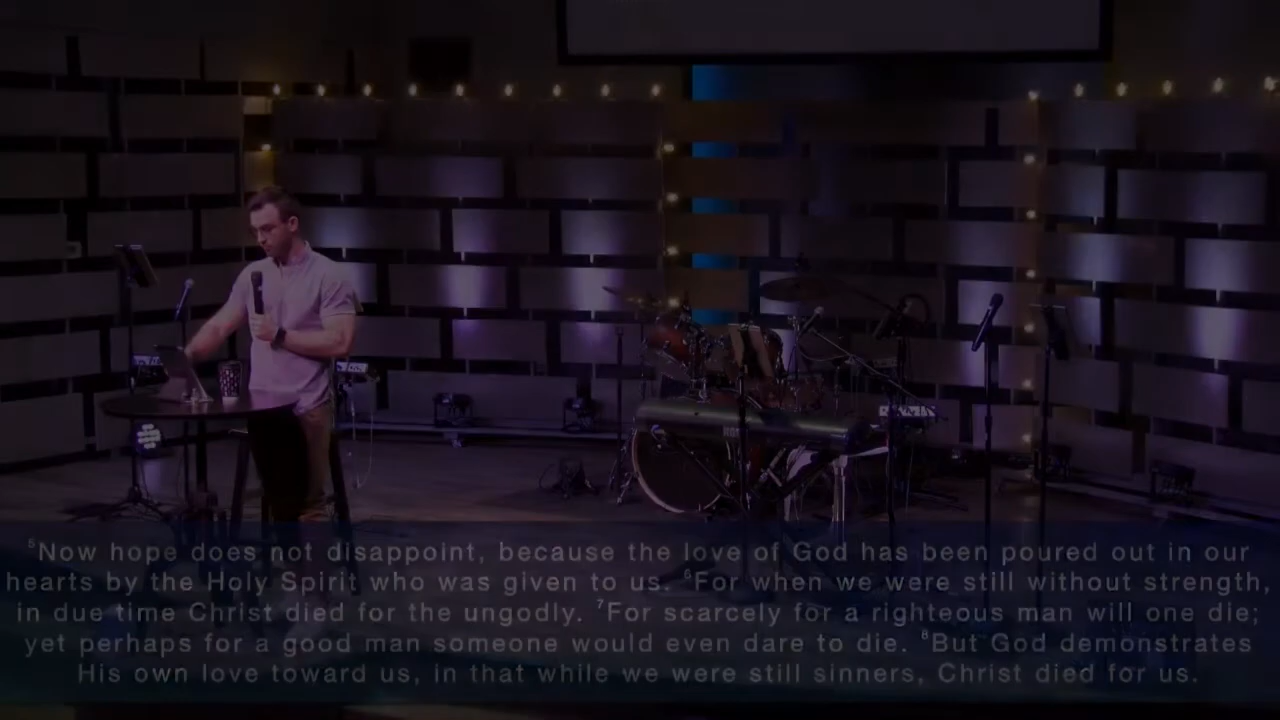 ⁵Now hope does not disappoint, because the love of God has been poured out in our
hearts by the Holy Spirit who was given to us. ⁶For when we were still without strength,
in due time Christ died for the ungodly. ⁷For scarcely for a righteous man will one die;
yet perhaps for a good man someone would even dare to die. ⁸But God demonstrates
His own love toward us, in that while we were still sinners, Christ died for us.